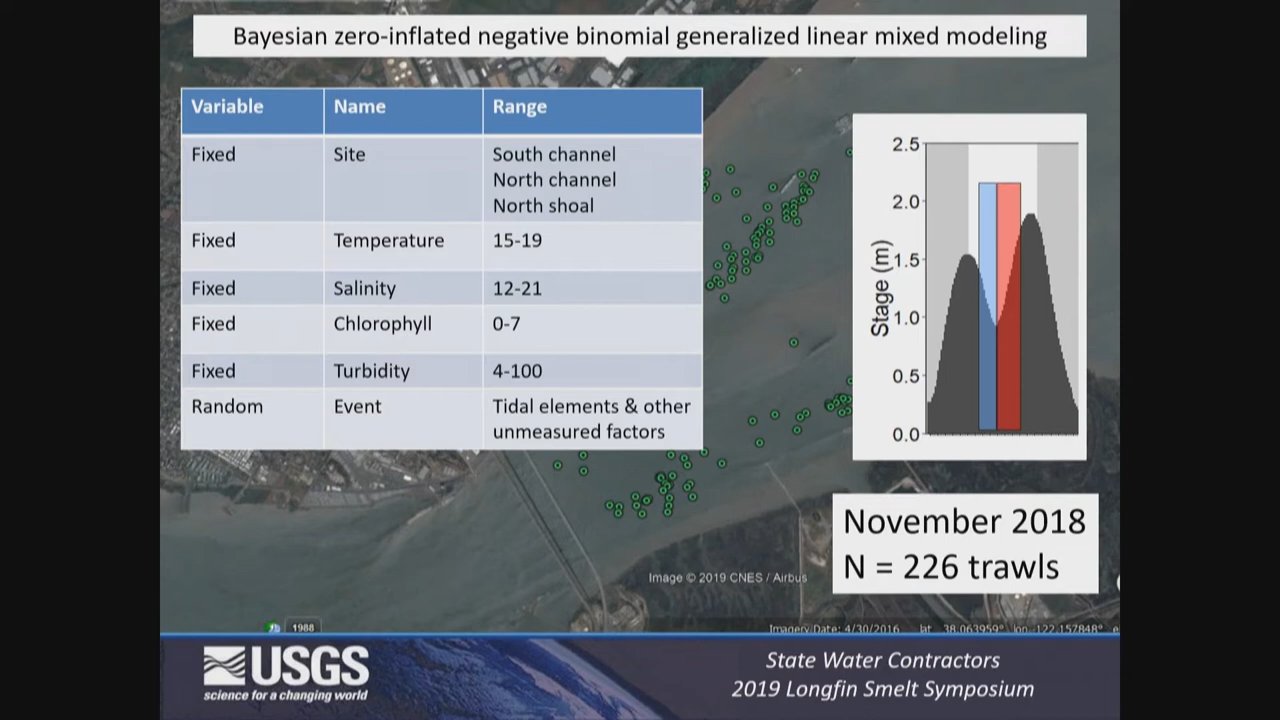 Bayesian zero-inflated negative binomial generalized linear mixed modeling
Variable Name Range
Fixed Site South channel
North channel
North shoal
Fixed Temperature 15-19
Fixed Salinity 12-21
Fixed Chlorophyll 0-7
Fixed Turbidity 4-100
Random Event Tidal elements & other
unmeasured factors
Stage (m)
2.5
2.0
1.5
1.0
0.5
0.0
November 2018
N = 226 trawls
Image © 2019 CNES / Airbus
1988
Imagery Date: 4/30/2016 lat 38.063959° lon -122.157848° e
USGS
science for a changing world
State Water Contractors
2019 Longfin Smelt Symposium